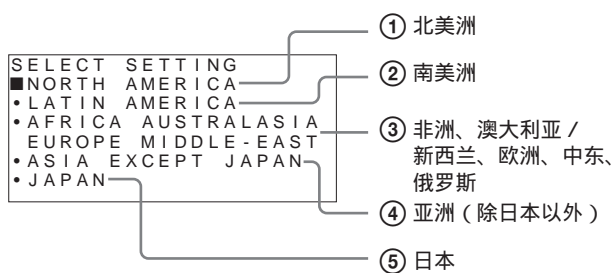 SELECT SETTING
■NORTH AMERICA
•LATIN AMERICA
•AFRICA AUSTRALASIA
EUROPE MIDDLE-EAST
•ASIA EXCEPT JAPAN
•JAPAN
① 北美洲
② 南美洲
③ 非洲、澳大利亚 /
新西兰、欧洲、中东、
俄罗斯
④ 亚洲 ( 除日本以外 )
⑤ 日本